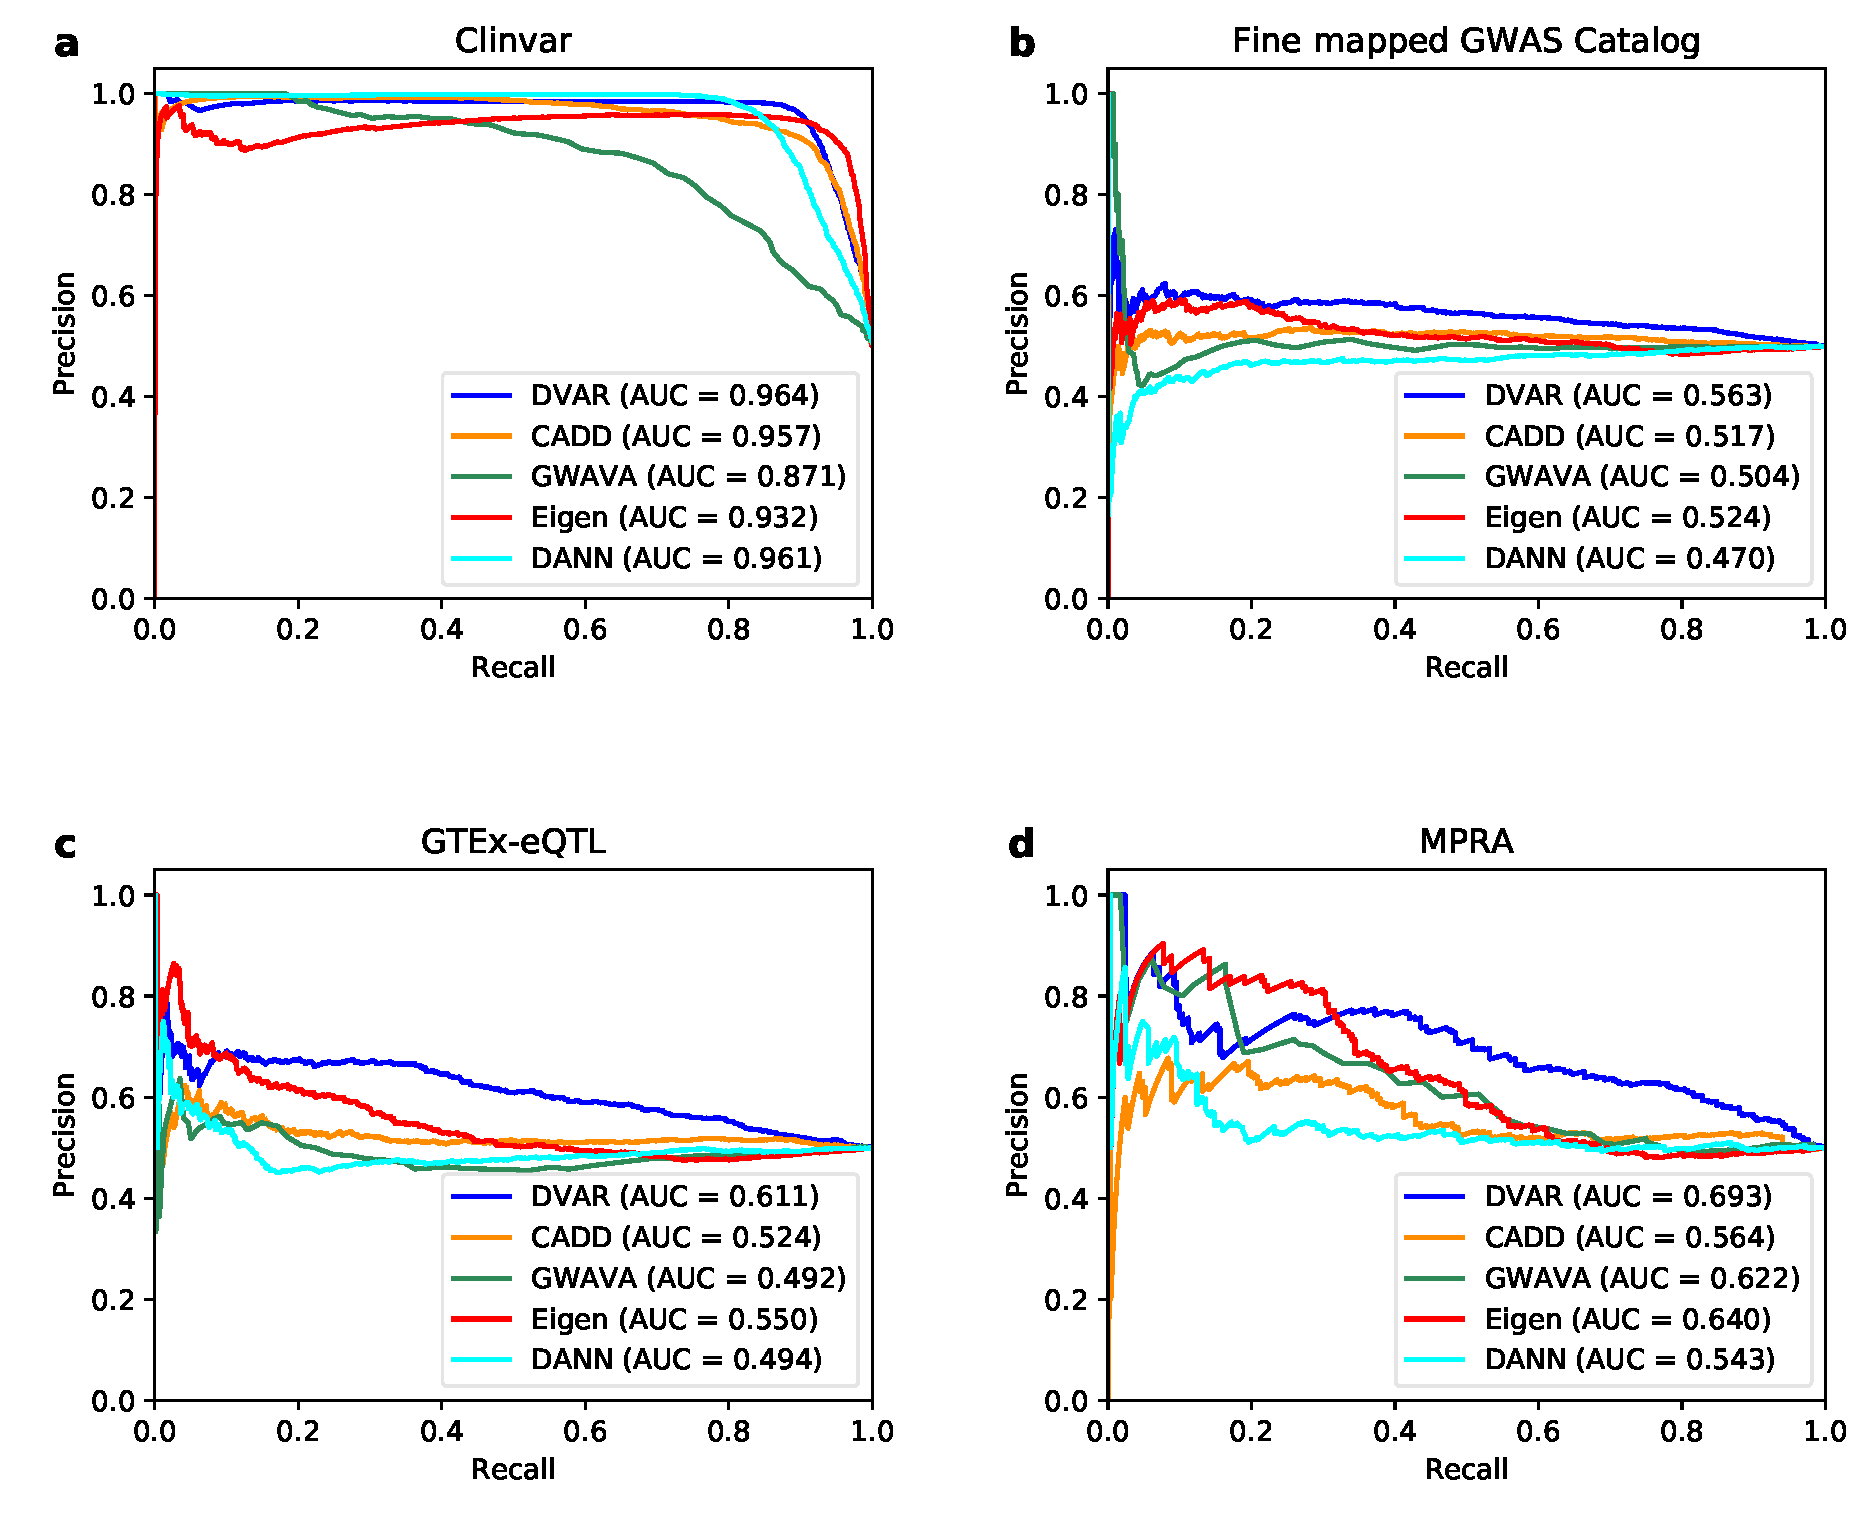 a
Clinvar
Precision
1.0
0.8
0.6
0.4
0.2
0.0
DVAR (AUC = 0.964)
CADD (AUC = 0.957)
GWAVA (AUC = 0.871)
Eigen (AUC = 0.932)
DANN (AUC = 0.961)
0.0 0.2 0.4 0.6 0.8 1.0
Recall
b
Fine mapped GWAS Catalog
Precision
1.0
0.8
0.6
0.4
0.2
0.0
DVAR (AUC = 0.563)
CADD (AUC = 0.517)
GWAVA (AUC = 0.504)
Eigen (AUC = 0.524)
DANN (AUC = 0.470)
0.0 0.2 0.4 0.6 0.8 1.0
Recall
c
GTEx-eQTL
Precision
1.0
0.8
0.6
0.4
0.2
0.0
DVAR (AUC = 0.611)
CADD (AUC = 0.524)
GWAVA (AUC = 0.492)
Eigen (AUC = 0.550)
DANN (AUC = 0.494)
0.0 0.2 0.4 0.6 0.8 1.0
Recall
d
MPRA
Precision
1.0
0.8
0.6
0.4
0.2
0.0
DVAR (AUC = 0.693)
CADD (AUC = 0.564)
GWAVA (AUC = 0.622)
Eigen (AUC = 0.640)
DANN (AUC = 0.543)
0.0 0.2 0.4 0.6 0.8 1.0
Recall